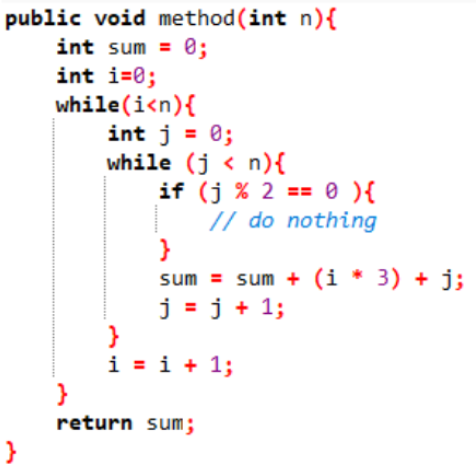 public void method(int n){
    int sum = 0;
    int i=0;
    while(i<n){
        int j = 0;
        while (j < n){
            if (j % 2 == 0 ){
                // do nothing
            }
            sum = sum + (i * 3) + j;
            j = j + 1;
        }
        i = i + 1;
    }
    return sum;
}